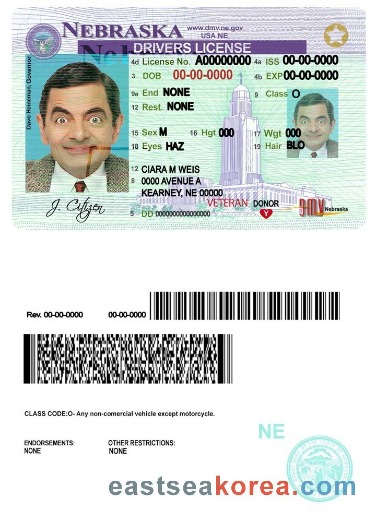 NEBRASKA
www.dmv.ne.gov
USA NE
Nebraska
DRIVERS LICENSE
4d License No. A00000000 4a ISS 00-00-0000
3. DOB 00-00-0000 4b EXP 00-00-0000
9a End NONE 9 Class O
12 Rest. NONE
15 Sex M 16 Hgt 000 17 Wgt 000
18 Eyes HAZ 19 Hair BLO
12 CIARA M WEIS
8 0000 AVENUE A
KEARNEY, NE 00000
VETERAN DONOR
Y
5 DD 00000000000000
DMV Nebraska
Dave Heineman, Governor
J. Citizen
Rev. 00-00-0000 00-00-0000
CLASS CODE:O- Any non-comercial vehicle except motorcycle.
ENDORSEMENTS: OTHER RESTRICTIONS:
NONE NONE
NE
eastseakorea.com